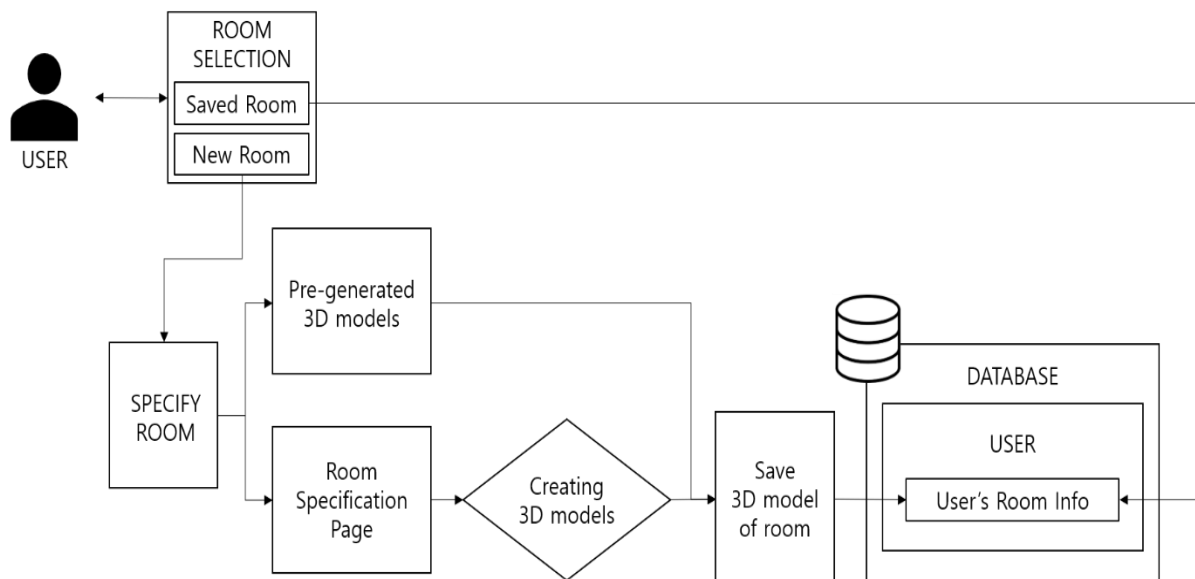 ROOM
SELECTION
Saved Room
New Room
USER
Pre-generated
3D models
SPECIFY
ROOM
Room
Specification
Page
Creating
3D models
Save
3D model
of room
DATABASE
USER
User's Room Info